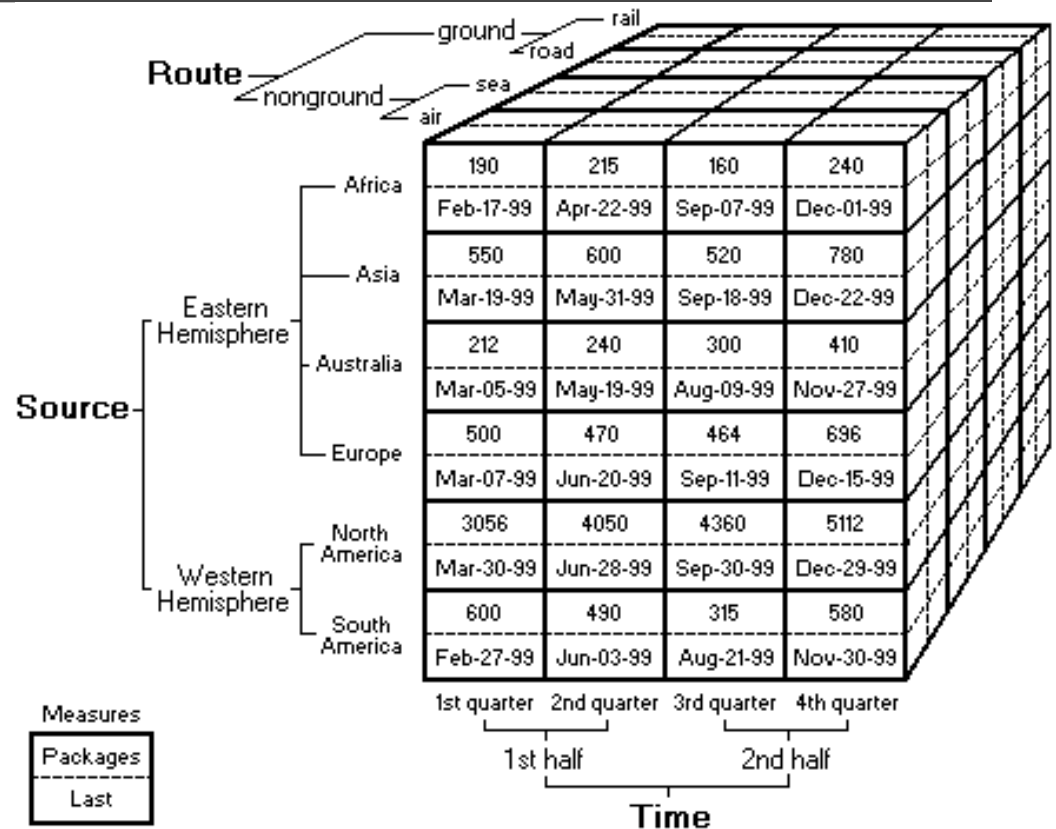 rail
ground
road
Route
sea
nonground
air
190 215 160 240
Africa
Feb-17-99 Apr-22-99 Sep-07-99 Dec-01-99
550 600 520 780
Asia
Mar-19-99 May-31-99 Sep-18-99 Dec-22-99
Eastern
Hemisphere
212 240 300 410
Australia
Mar-05-99 May-19-99 Aug-09-99 Nov-27-99
Source
500 470 464 696
Europe
Mar-07-99 Jun-20-99 Sep-11-99 Dec-15-99
3056 4050 4360 5112
North
America
Mar-30-99 Jun-28-99 Sep-30-99 Dec-29-99
Western
Hemisphere
600 490 315 580
South
America
Feb-27-99 Jun-03-99 Aug-21-99 Nov-30-99
1st quarter 2nd quarter 3rd quarter 4th quarter
1st half 2nd half
Time
Measures
Packages
Last